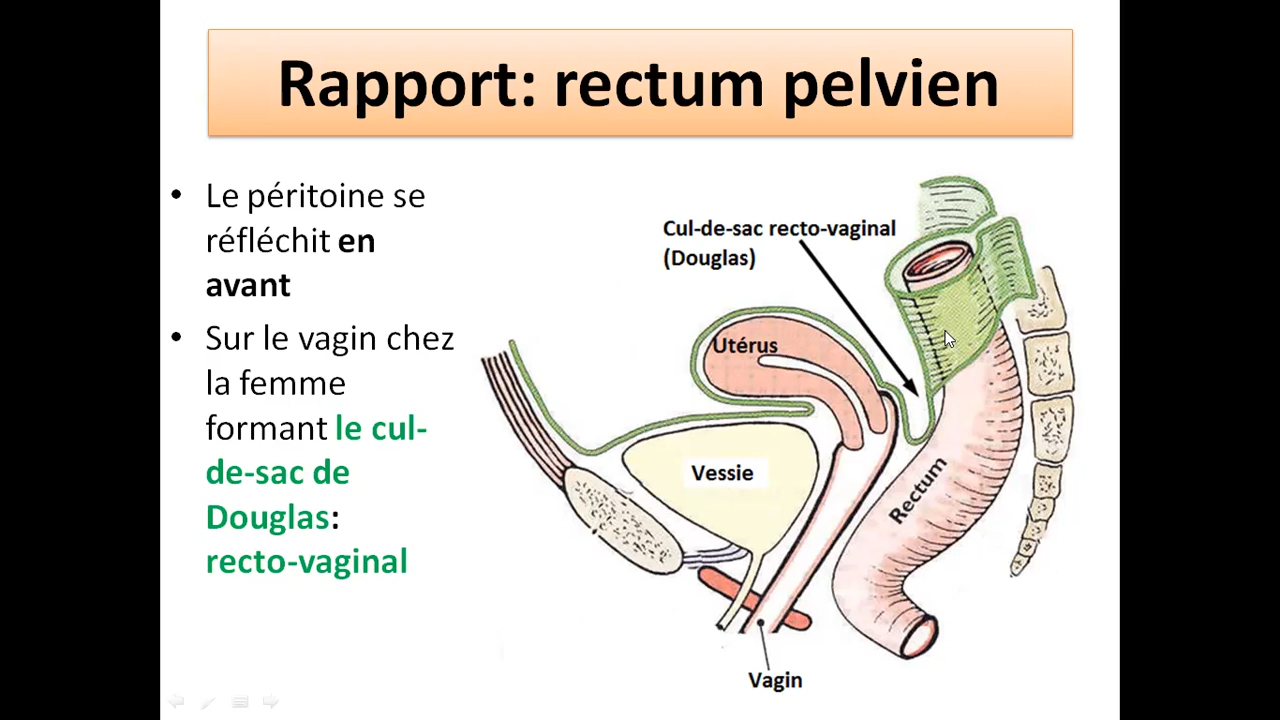 Rapport: rectum pelvien
• Le péritoine se
réfléchit en
avant
• Sur le vagin chez
la femme
formant le cul-
de-sac de
Douglas:
recto-vaginal
Cul-de-sac recto-vaginal
(Douglas)
Utérus
Vessie
Rectum
Vagin